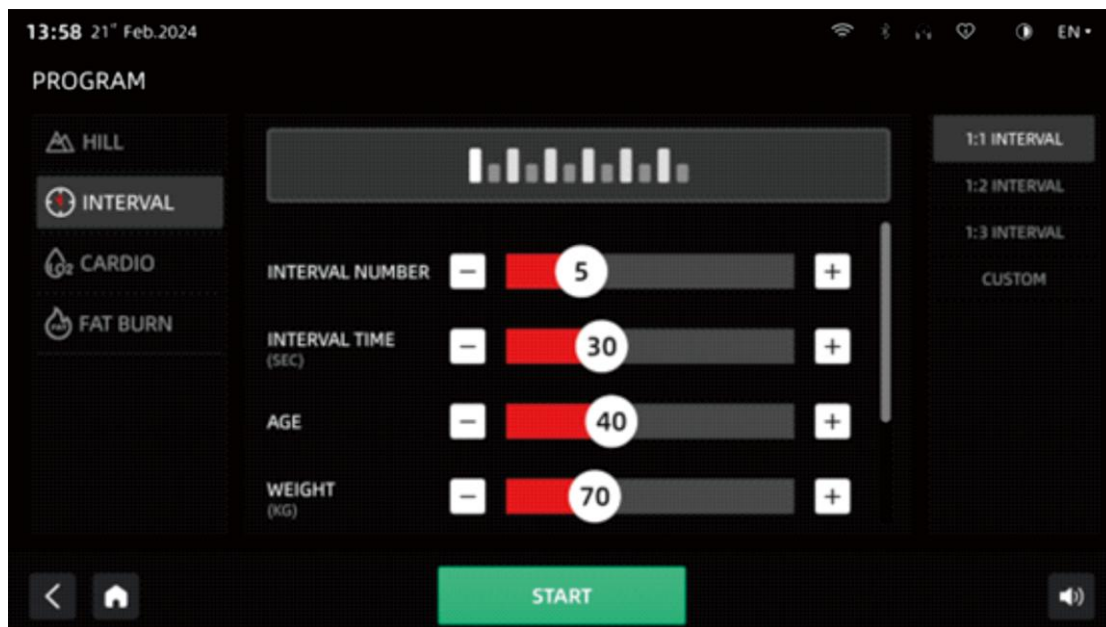 13:58 21st Feb.2024
EN
PROGRAM
HILL
INTERVAL
CARDIO
FAT BURN
INTERVAL NUMBER
5
INTERVAL TIME
(SEC)
30
AGE
40
WEIGHT
(KG)
70
1:1 INTERVAL
1:2 INTERVAL
1:3 INTERVAL
CUSTOM
START